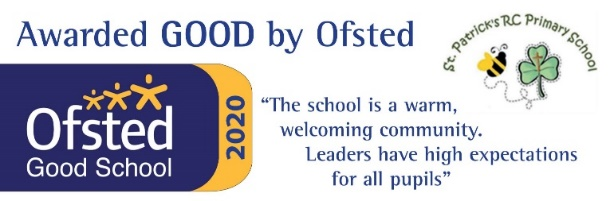 Awarded GOOD by Ofsted
St. Patrick's RC Primary School
Ofsted
Good School
2020
“The school is a warm,
welcoming community.
Leaders have high expectations
for all pupils”